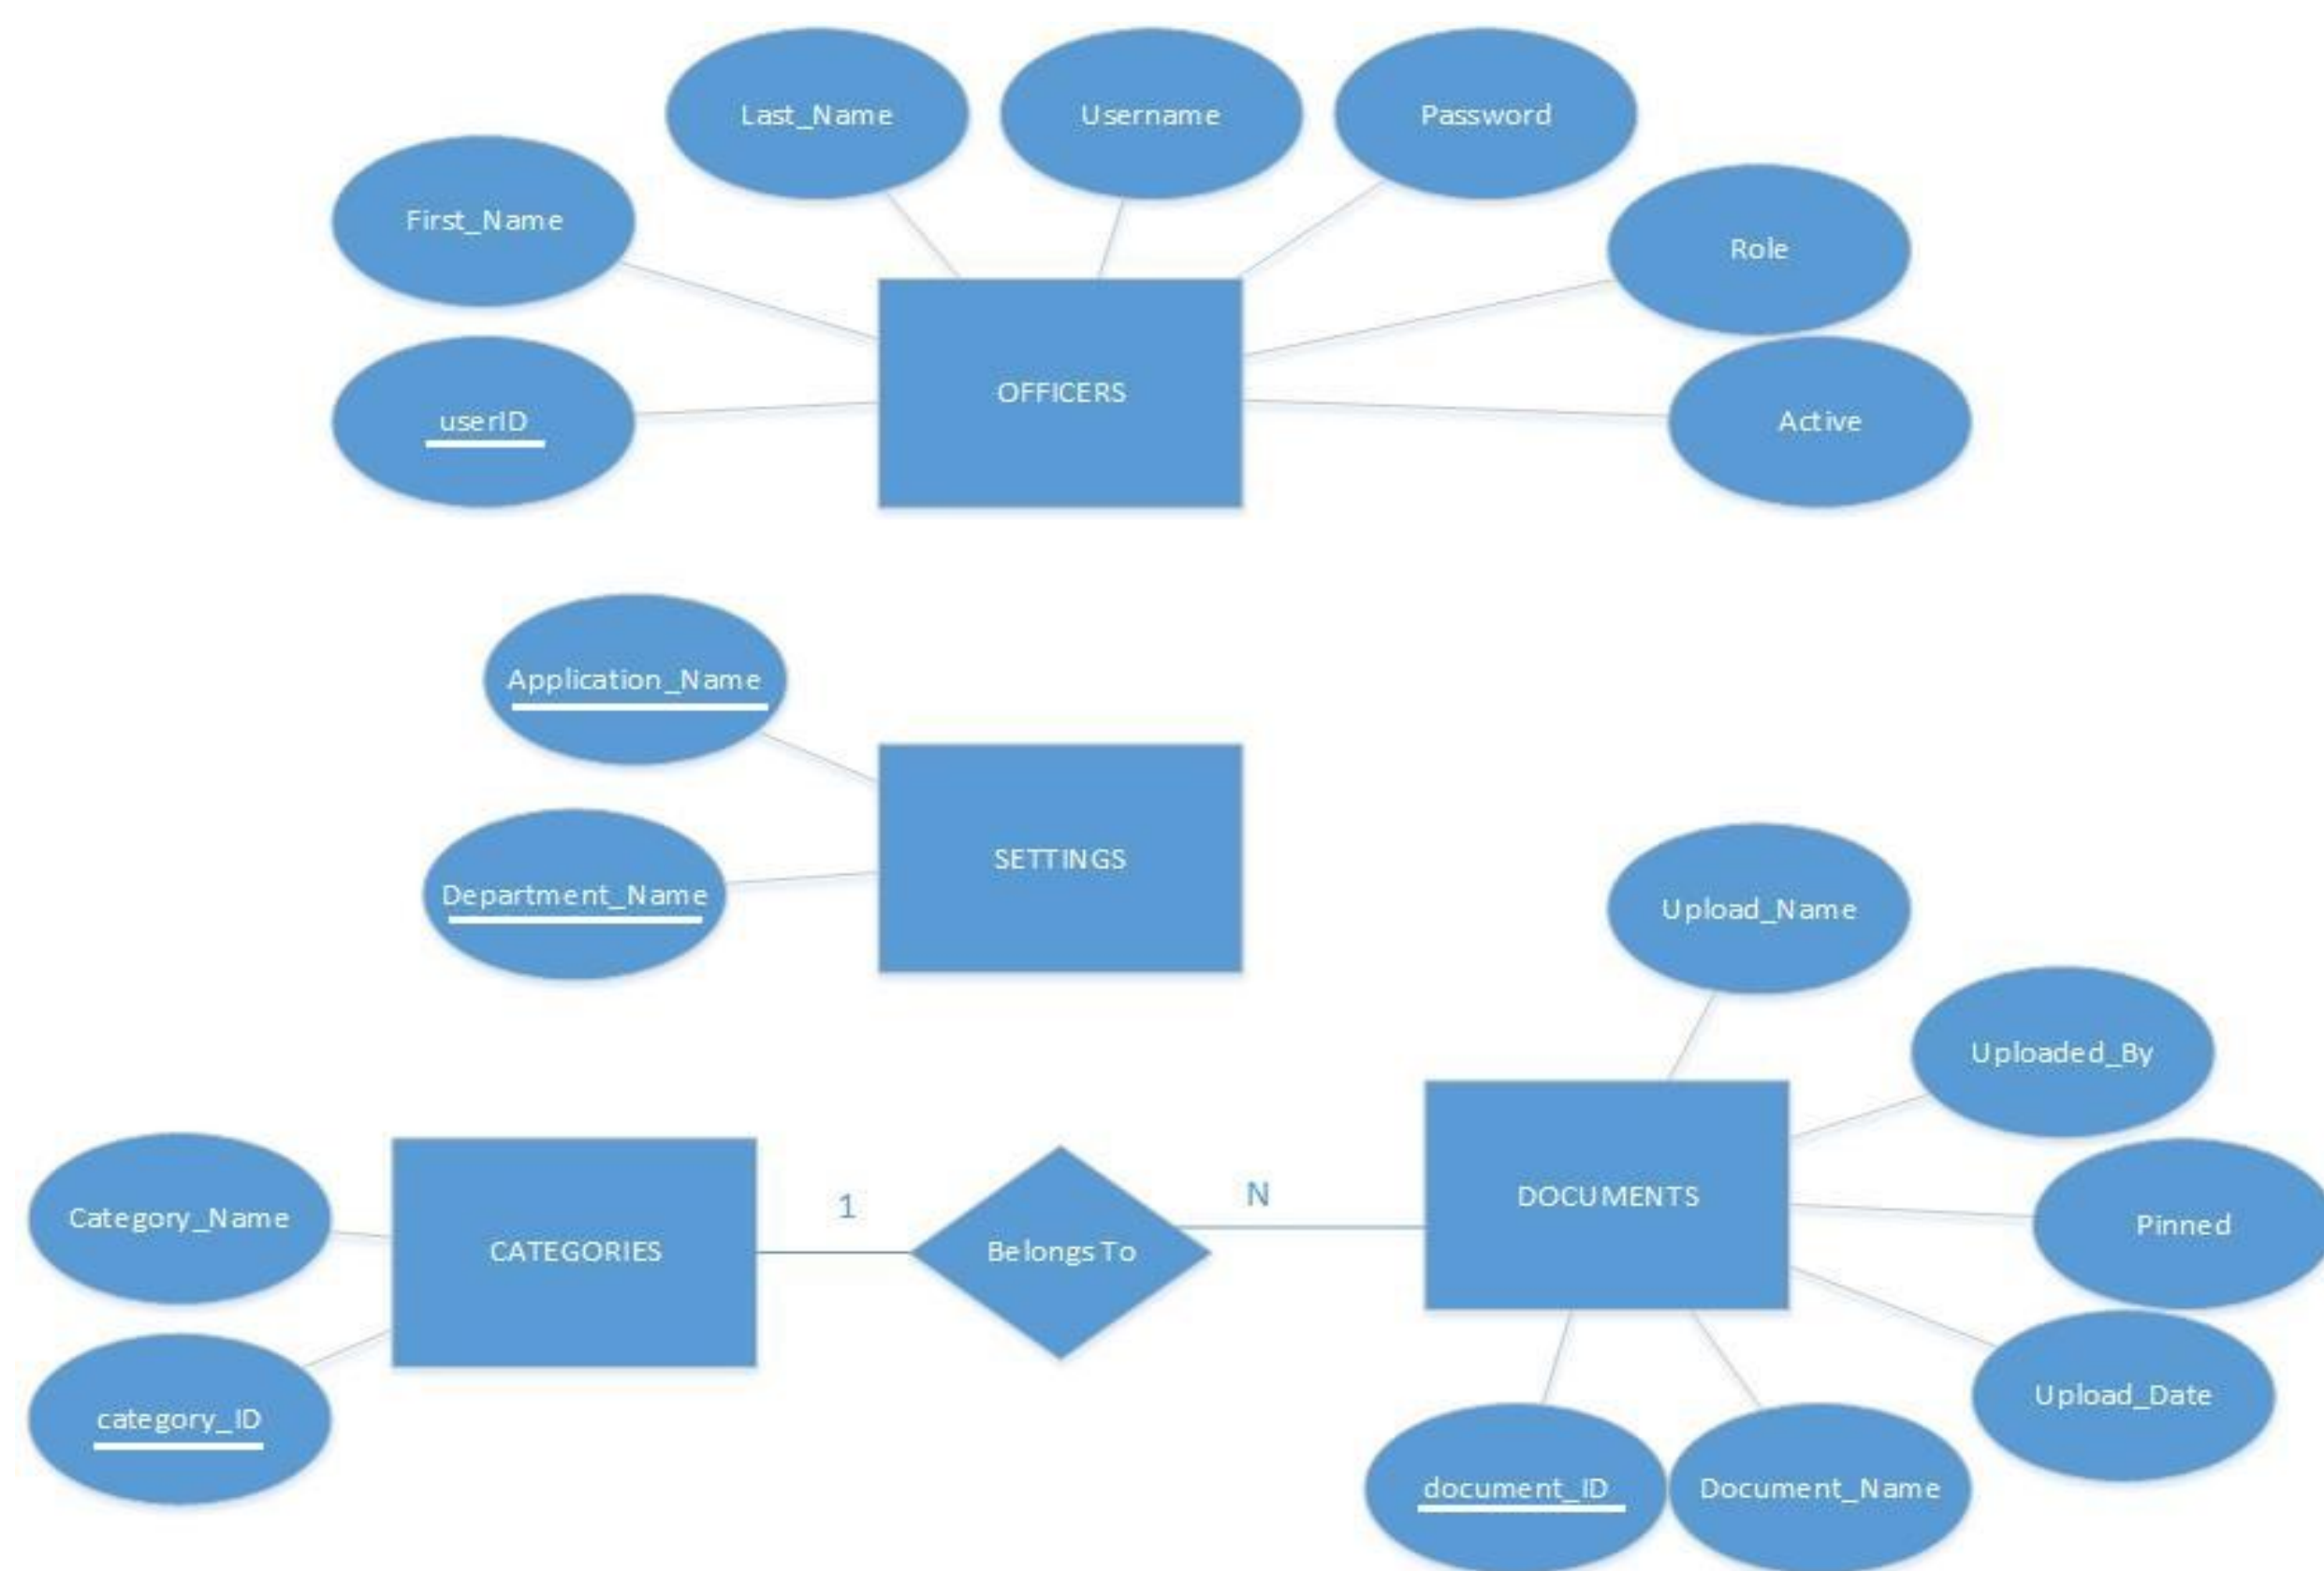 Last_Name
Username
Password
First_Name
Role
OFFICERS
userID
Active
Application_Name
SETTINGS
Department_Name
Upload_Name
Uploaded_By
Category_Name
CATEGORIES
1
Belongs To
N
DOCUMENTS
Pinned
category_ID
Upload_Date
document_ID
Document_Name